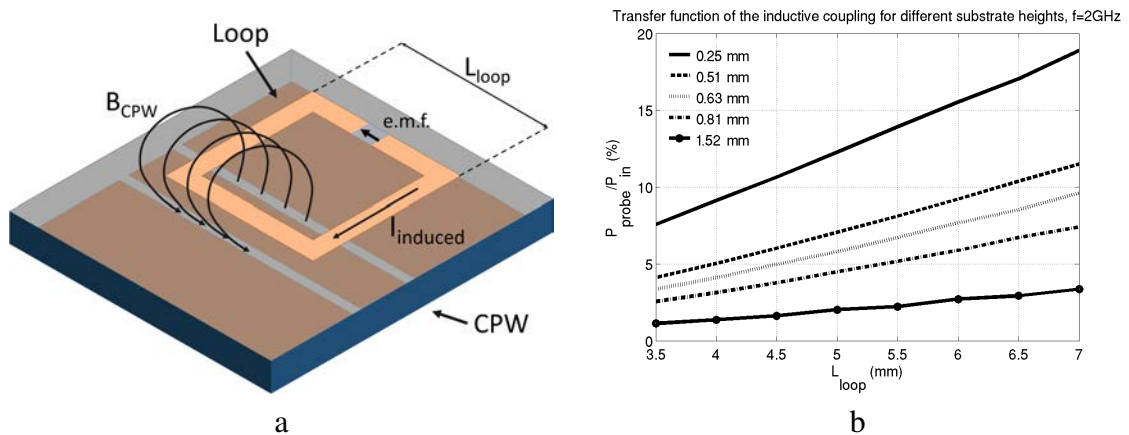 Loop
L loop
B CPW
e.m.f.
I induced
CPW
a
Transfer function of the inductive coupling for different substrate heights, f=2GHz
20
15
10
5
0
P probe /P in (%)
0.25 mm
0.51 mm
0.63 mm
0.81 mm
1.52 mm
3.5 4 4.5 5 5.5 6 6.5 7
L loop (mm)
b